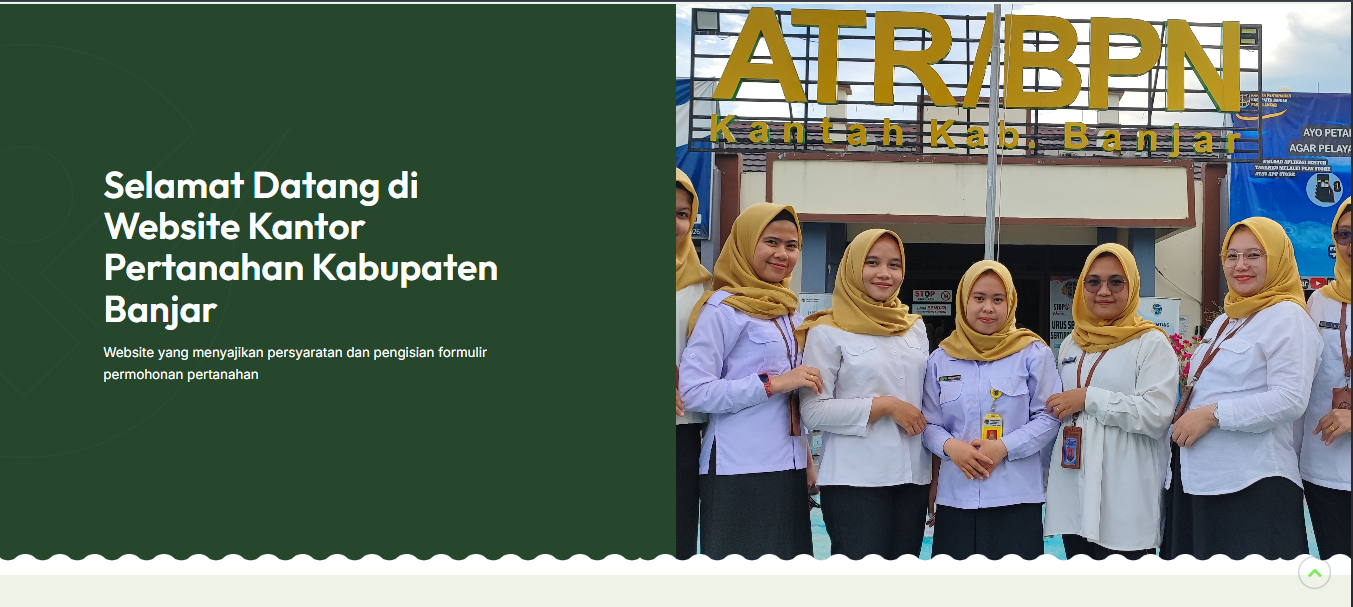 Selamat Datang di
Website Kantor
Pertanahan Kabupaten
Banjar
Website yang menyajikan persyaratan dan pengisian formulir
permohonan pertanahan
ATR/BPN
Kantah Kab. Banjar
AYO PETA
AGAR PELAYA
STOP